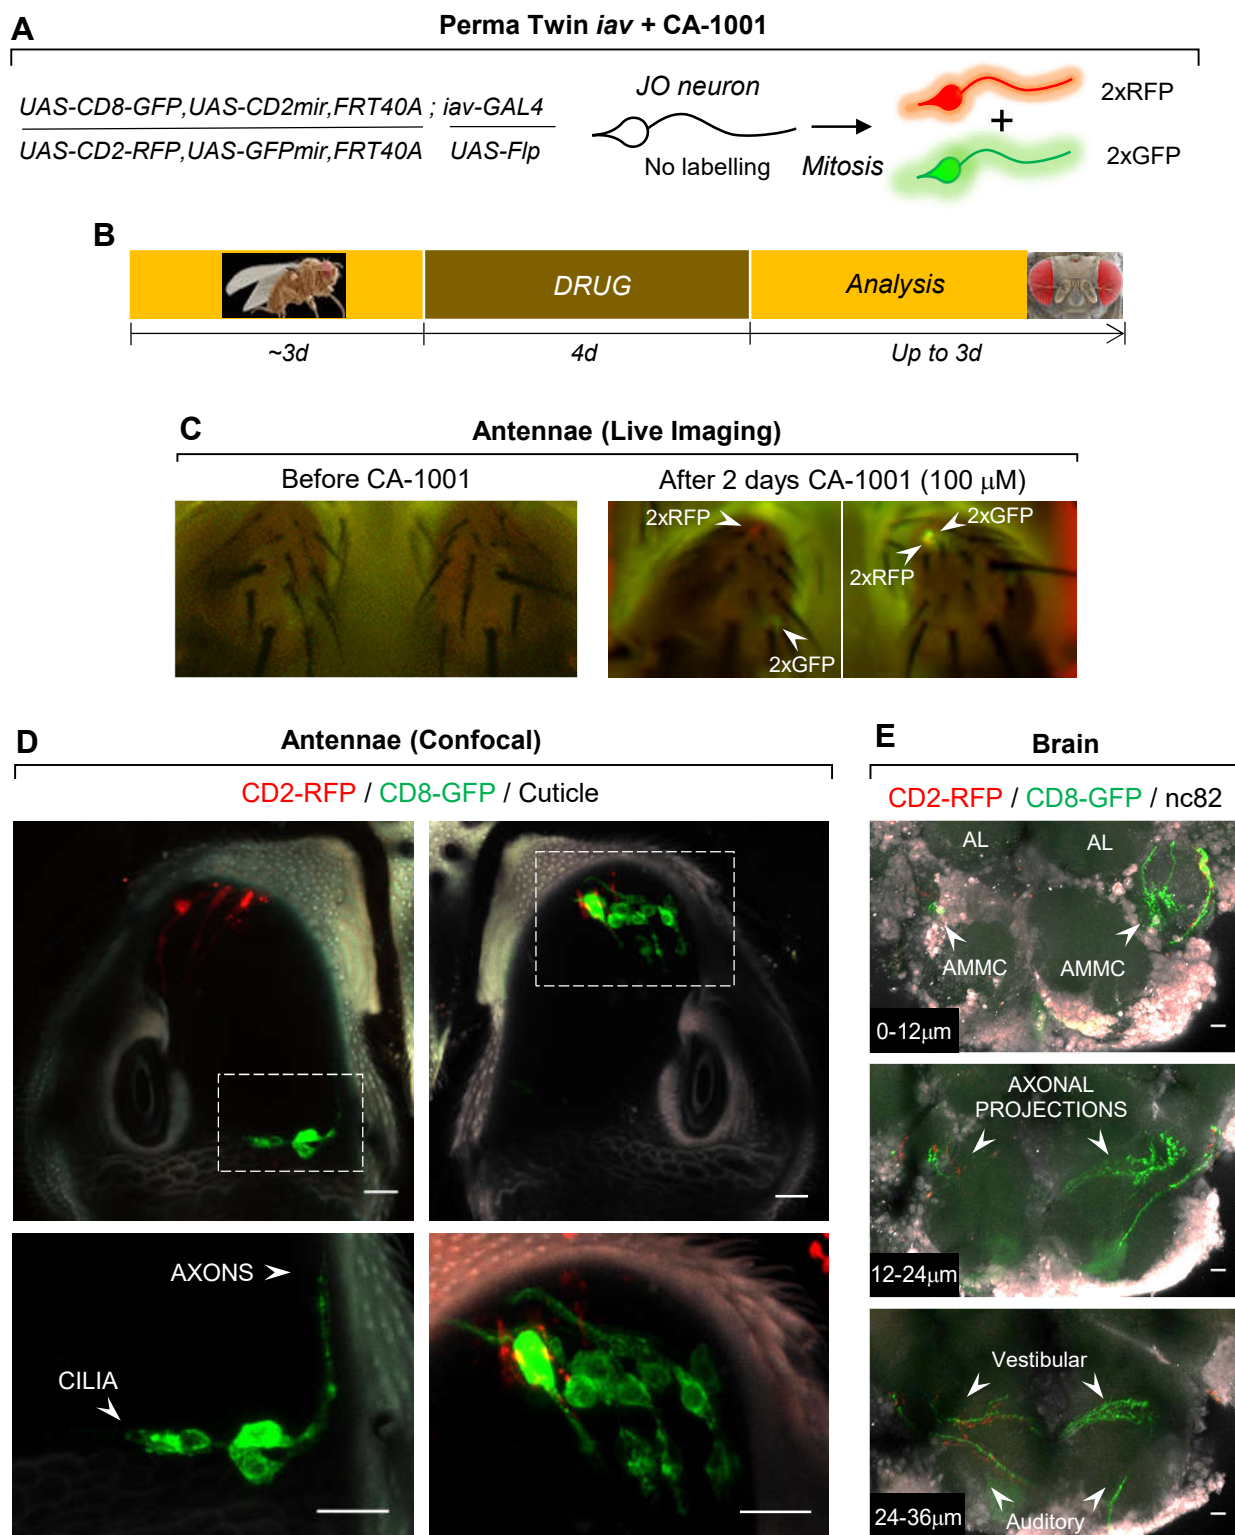 A
Perma Twin iav + CA-1001
UAS-CD8-GFP,UAS-CD2mir,FRT40A ; iav-GAL4
UAS-CD2-RFP,UAS-GFPmir,FRT40A UAS-Flp
JO neuron
No labelling
Mitosis
2xRFP
+
2xGFP
B
DRUG
Analysis
~3d
4d
Up to 3d
C
Antennae (Live Imaging)
Before CA-1001
After 2 days CA-1001 (100 μM)
2xRFP
2xGFP
2xGFP
2xRFP
D
Antennae (Confocal)
CD2-RFP / CD8-GFP / Cuticle
AXONS
CILIA
E
Brain
CD2-RFP / CD8-GFP / nc82
AL
AL
AMMC
AMMC
0-12μm
AXONAL
PROJECTIONS
12-24μm
Vestibular
Auditory
24-36μm